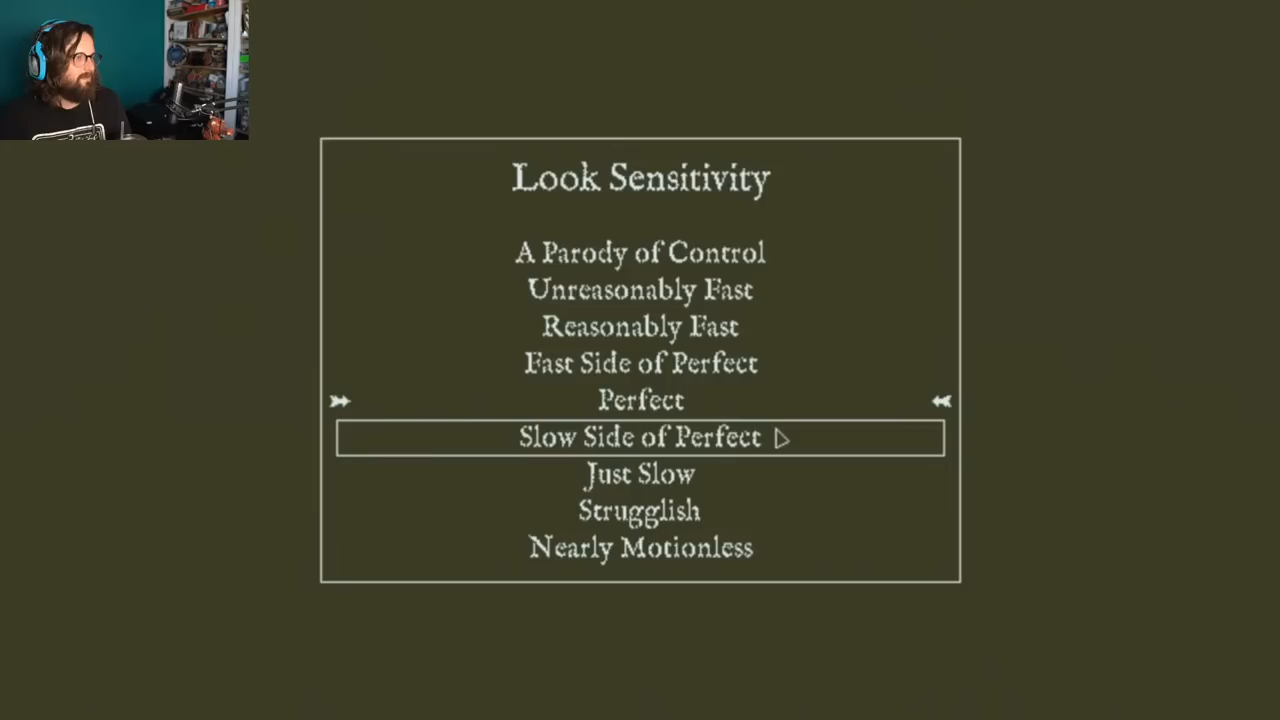 Look Sensitivity
A Parody of Control
Unreasonably Fast
Reasonably Fast
Fast Side of Perfect
Perfect
Slow Side of Perfect
Just Slow
Strugglish
Nearly Motionless